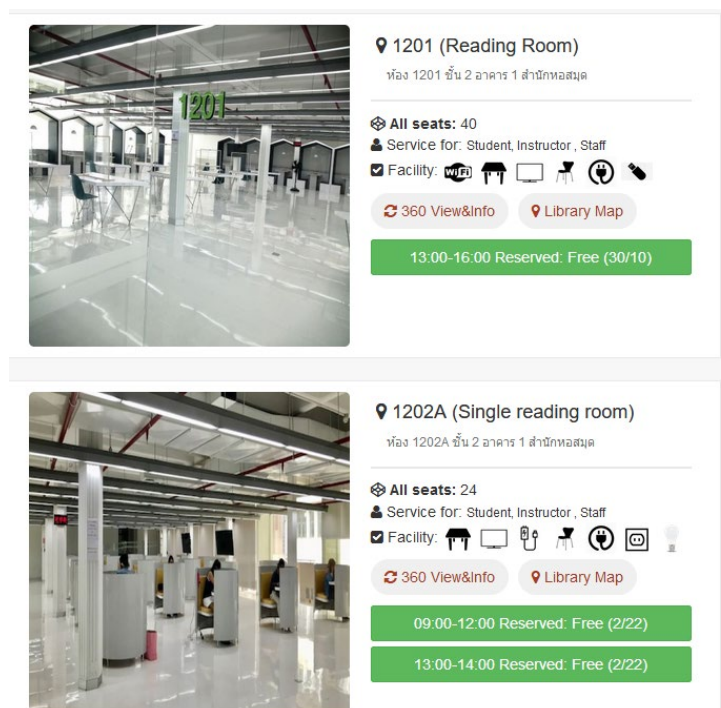 1201
1201 (Reading Room)
ห้อง 1201 ชั้น 2 อาคาร 1 สำนักหอสมุด
All seats: 40
Service for: Student, Instructor , Staff
Facility: WiFi
360 View&Info
Library Map
13:00-16:00 Reserved: Free (30/10)
1202A (Single reading room)
ห้อง 1202A ชั้น 2 อาคาร 1 สำนักหอสมุด
All seats: 24
Service for: Student, Instructor , Staff
Facility:
360 View&Info
Library Map
09:00-12:00 Reserved: Free (2/22)
13:00-14:00 Reserved: Free (2/22)